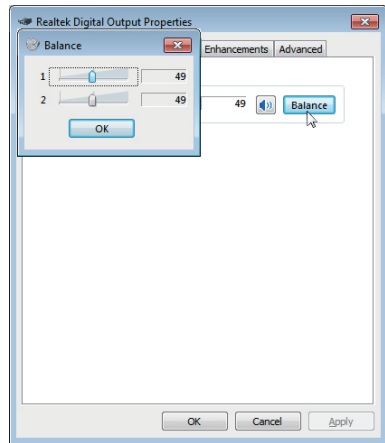 Realtek Digital Output Properties
Balance
Enhancements Advanced
1 49
2 49
OK
49 Balance
OK Cancel Apply